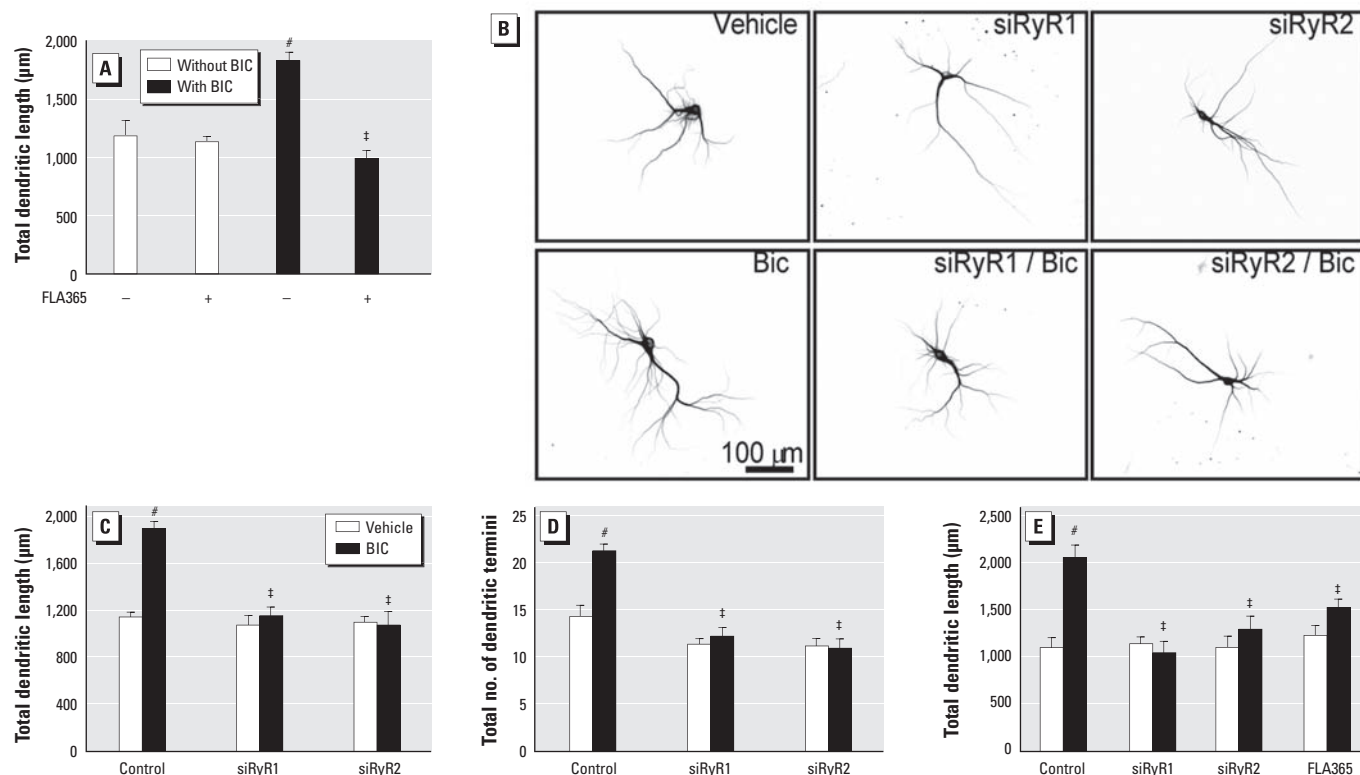 A
Without BIC
With BIC
Total dendritic length (µm)
2,000
1,500
1,000
500
0
#
‡
FLA365 – + – +
B
Vehicle
siRyR1
siRyR2
Bic
100 µm
siRyR1 / Bic
siRyR2 / Bic
C
Vehicle
BIC
Total dendritic length (µm)
2,000
1,600
1,200
800
400
0
#
‡
‡
Control siRyR1 siRyR2
D
Total no. of dendritic termini
25
20
15
10
5
0
#
‡
‡
Control siRyR1 siRyR2
E
Total dendritic length (µm)
2,500
2,000
1,500
1,000
500
0
#
‡
‡
‡
Control siRyR1 siRyR2 FLA365